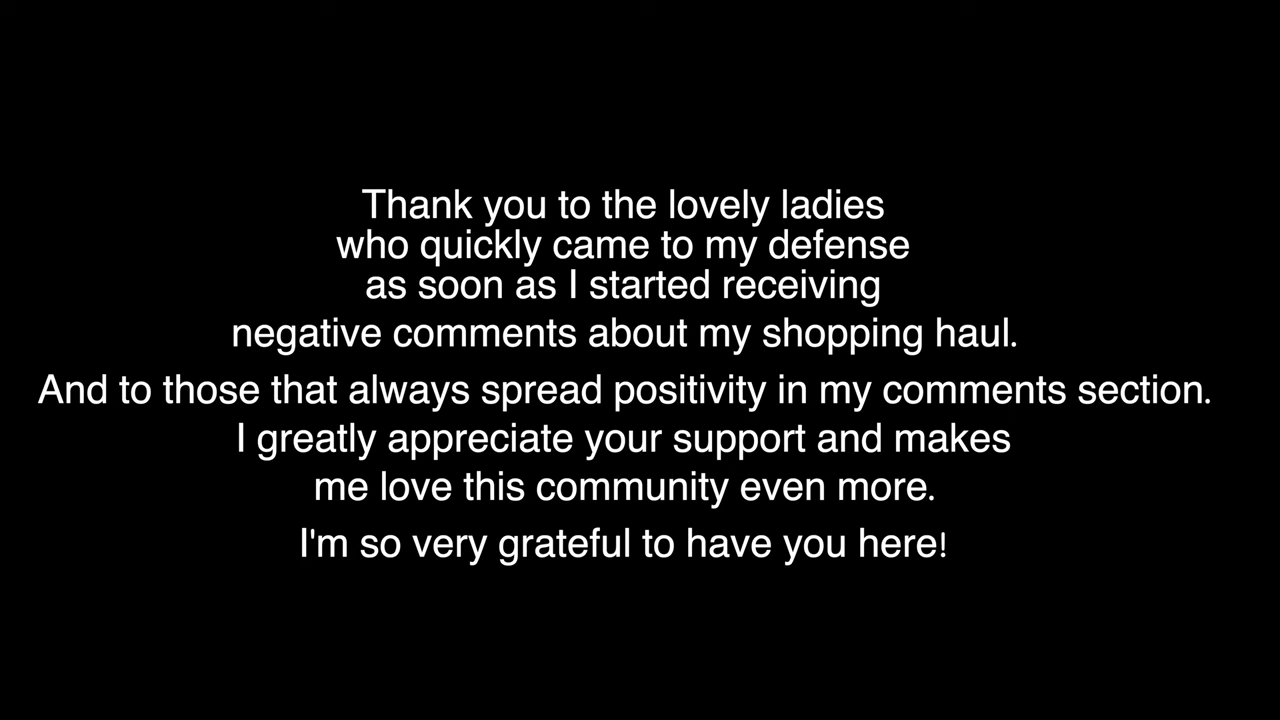 Thank you to the lovely ladies
who quickly came to my defense
as soon as I started receiving
negative comments about my shopping haul.
And to those that always spread positivity in my comments section.
I greatly appreciate your support and makes
me love this community even more.
I'm so very grateful to have you here!